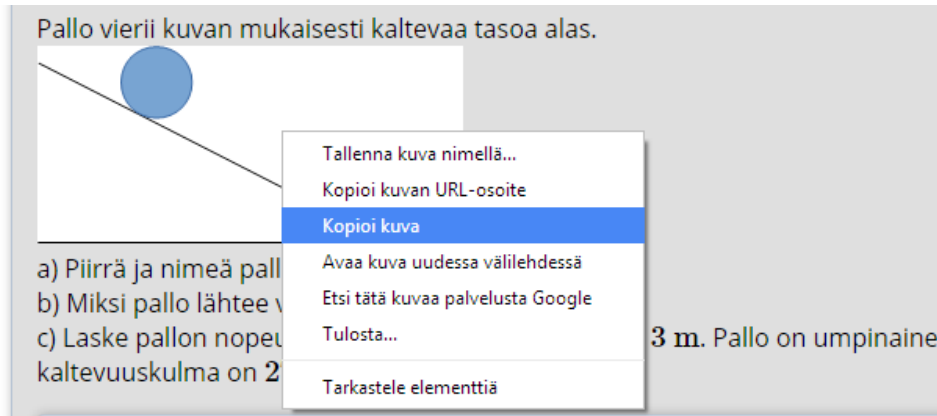 Pallo vierii kuvan mukaisesti kaltevaa tasoa alas.
Tallenna kuva nimellä...
Kopioi kuvan URL-osoite
Kopioi kuva
Avaa kuva uudessa välilehdessä
Etsi tätä kuvaa palvelusta Google
Tulosta...
Tarkastele elementtiä
a) Piirrä ja nimeä pall
b) Miksi pallo lähtee
c) Laske pallon nopeu 3 m. Pallo on umpinaine
kaltevuuskulma on 2